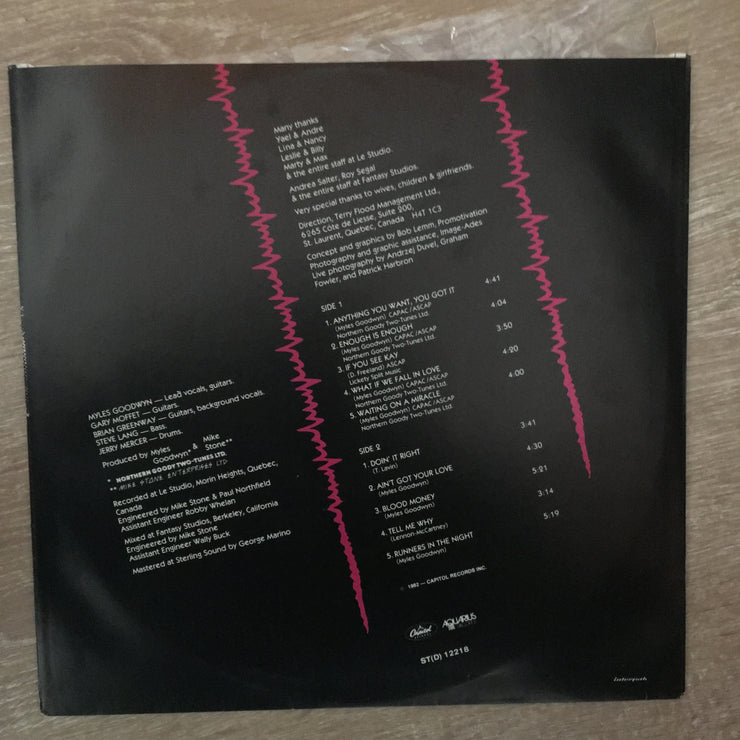 Many thanks
Yael & Andre
Lina & Nancy
Leslie & Billy
Marty & Max
& the entire staff at Le Studio.
Andrea Salter, Roy Segal
& the entire staff at Fantasy Studios.
Very special thanks to wives, children & girlfriends.
Direction, Terry Flood Management Ltd.,
6265 Côte de Liesse, Suite 200,
St. Laurent, Quebec, Canada H4T 1C3
Concept and graphics by Bob Lemm, Promotivation
Photography and graphic assistance, Image-Ades
Live photography by Andrzej Duvel, Graham
Fowler, and Patrick Harbron
SIDE 1
1. ANYTHING YOU WANT, YOU GOT IT 4:41
(Myles Goodwyn) CAPAC/ASCAP
Northern Goody Two-Tunes Ltd.
2. ENOUGH IS ENOUGH 4:04
(Myles Goodwyn) CAPAC/ASCAP
Northern Goody Two-Tunes Ltd.
3. IF YOU SEE KAY 3:50
(D. Freeland) ASCAP
Lickety Split Music
4. WHAT IF WE FALL IN LOVE 4:20
(Myles Goodwyn) CAPAC/ASCAP
Northern Goody Two-Tunes Ltd.
5. WAITING ON A MIRACLE 4:00
(Myles Goodwyn) CAPAC/ASCAP
Northern Goody Two-Tunes Ltd.
SIDE 2
1. DOIN' IT RIGHT 3:41
(T. Lavin)
2. AIN'T GOT YOUR LOVE 4:30
(Myles Goodwyn)
3. BLOOD MONEY 5:21
(Myles Goodwyn)
4. TELL ME WHY 3:14
(Lennon-McCartney)
5. RUNNERS IN THE NIGHT 5:19
(Myles Goodwyn)
© 1982 — CAPITOL RECORDS INC.
Capitol
AQUARIUS
ST(D) 12218
MYLES GOODWYN — Lead vocals, guitars.
GARY MOFFET — Guitars.
BRIAN GREENWAY — Guitars, background vocals.
STEVE LANG — Bass.
JERRY MERCER — Drums.
Produced by Myles Goodwyn* & Mike Stone**
* NORTHERN GOODY TWO-TUNES LTD.
** MIKE STONE ENTERPRISES LTD
Recorded at Le Studio, Morin Heights, Quebec,
Canada
Engineered by Mike Stone & Paul Northfield
Assistant Engineer Robby Whelan
Mixed at Fantasy Studios, Berkeley, California
Engineered by Mike Stone
Assistant Engineer Wally Buck
Mastered at Sterling Sound by George Marino